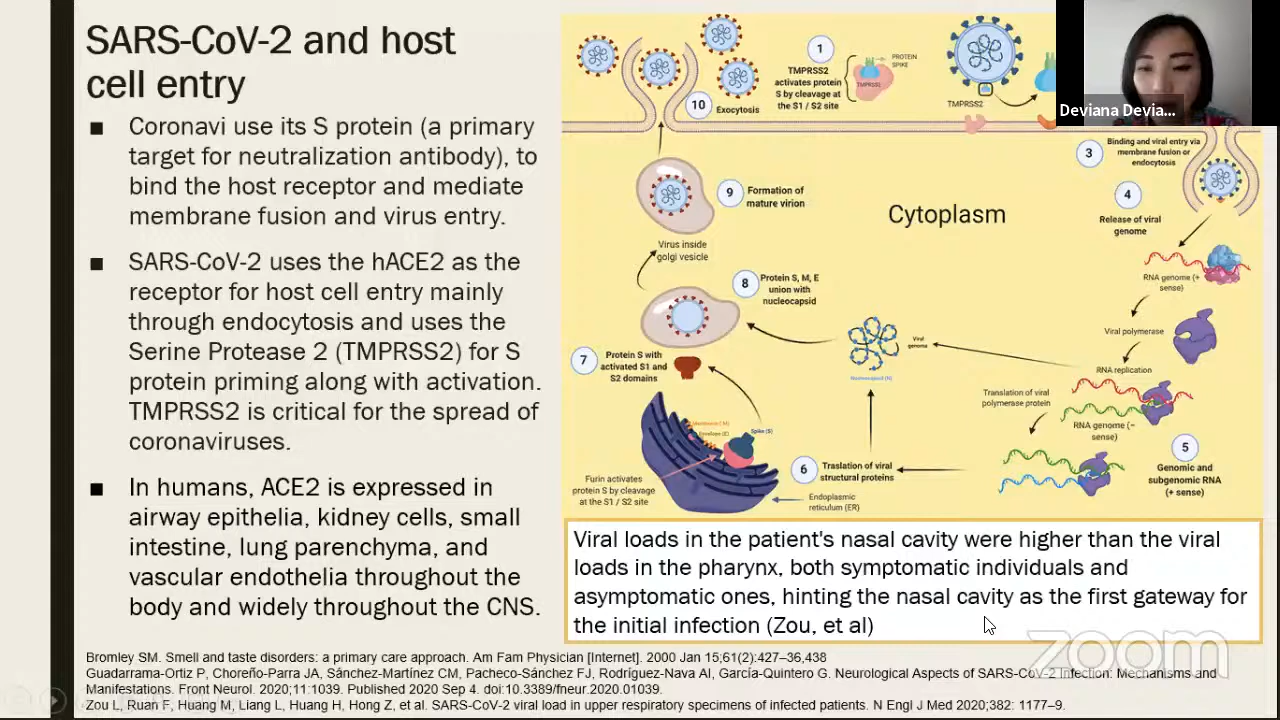 SARS-CoV-2 and host
cell entry
■ Coronavi use its S protein (a primary
target for neutralization antibody), to
bind the host receptor and mediate
membrane fusion and virus entry.
■ SARS-CoV-2 uses the hACE2 as the
receptor for host cell entry mainly
through endocytosis and uses the
Serine Protease 2 (TMPRSS2) for S
protein priming along with activation.
TMPRSS2 is critical for the spread of
coronaviruses.
■ In humans, ACE2 is expressed in
airway epithelia, kidney cells, small
intestine, lung parenchyma, and
vascular endothelia throughout the
body and widely throughout the CNS.
1
TMPRSS2
activates protein
S by cleavage at
the S1 / S2 site
PROTEIN
SPIKE
TMPRSS2
TMPRSS2
Deviana Devia...
10
Exocytosis
3
Binding and viral entry via
membrane fusion or
endocytosis
4
Release of viral
genome
RNA genome (+
sense)
Viral polymerase
RNA replication
Translation of viral
polymerase protein
RNA genome (–
sense)
5
Genomic and
subgenomic RNA
(+ sense)
Cytoplasm
9
Formation of
mature virion
Virus inside
golgi vesicle
8
Protein S, M, E
union with
nucleocapsid
Viral
genome
Nucleocapsid (N)
7
Protein S with
activated S1 and
S2 domains
Membrane (M)
Envelope (E)
Spike (S)
6
Traslation of viral
structural proteins
Furin activates
protein S by cleavage
at the S1 / S2 site
Endoplasmic
reticulum (ER)
Viral loads in the patient's nasal cavity were higher than the viral
loads in the pharynx, both symptomatic individuals and
asymptomatic ones, hinting the nasal cavity as the first gateway for
the initial infection (Zou, et al)
zoom
Bromley SM. Smell and taste disorders: a primary care approach. Am Fam Physician [Internet]. 2000 Jan 15;61(2):427–36,438
Guadarrama-Ortiz P, Choreño-Parra JA, Sánchez-Martínez CM, Pacheco-Sánchez FJ, Rodríguez-Nava AI, García-Quintero G. Neurological Aspects of SARS-CoV-2 Infection: Mechanisms and
Manifestations. Front Neurol. 2020;11:1039. Published 2020 Sep 4. doi:10.3389/fneur.2020.01039.
Zou L, Ruan F, Huang M, Liang L, Huang H, Hong Z, et al. SARS-CoV-2 viral load in upper respiratory specimens of infected patients. N Engl J Med 2020;382: 1177–9.